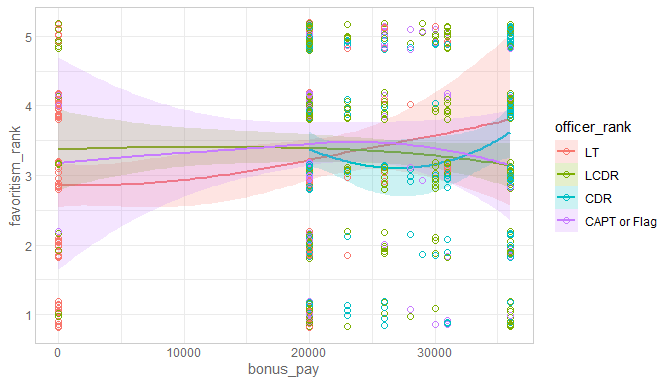 5
4
3
2
1
favoritism_rank
0
10000
20000
30000
bonus_pay
officer_rank
LT
LCDR
CDR
CAPT or Flag